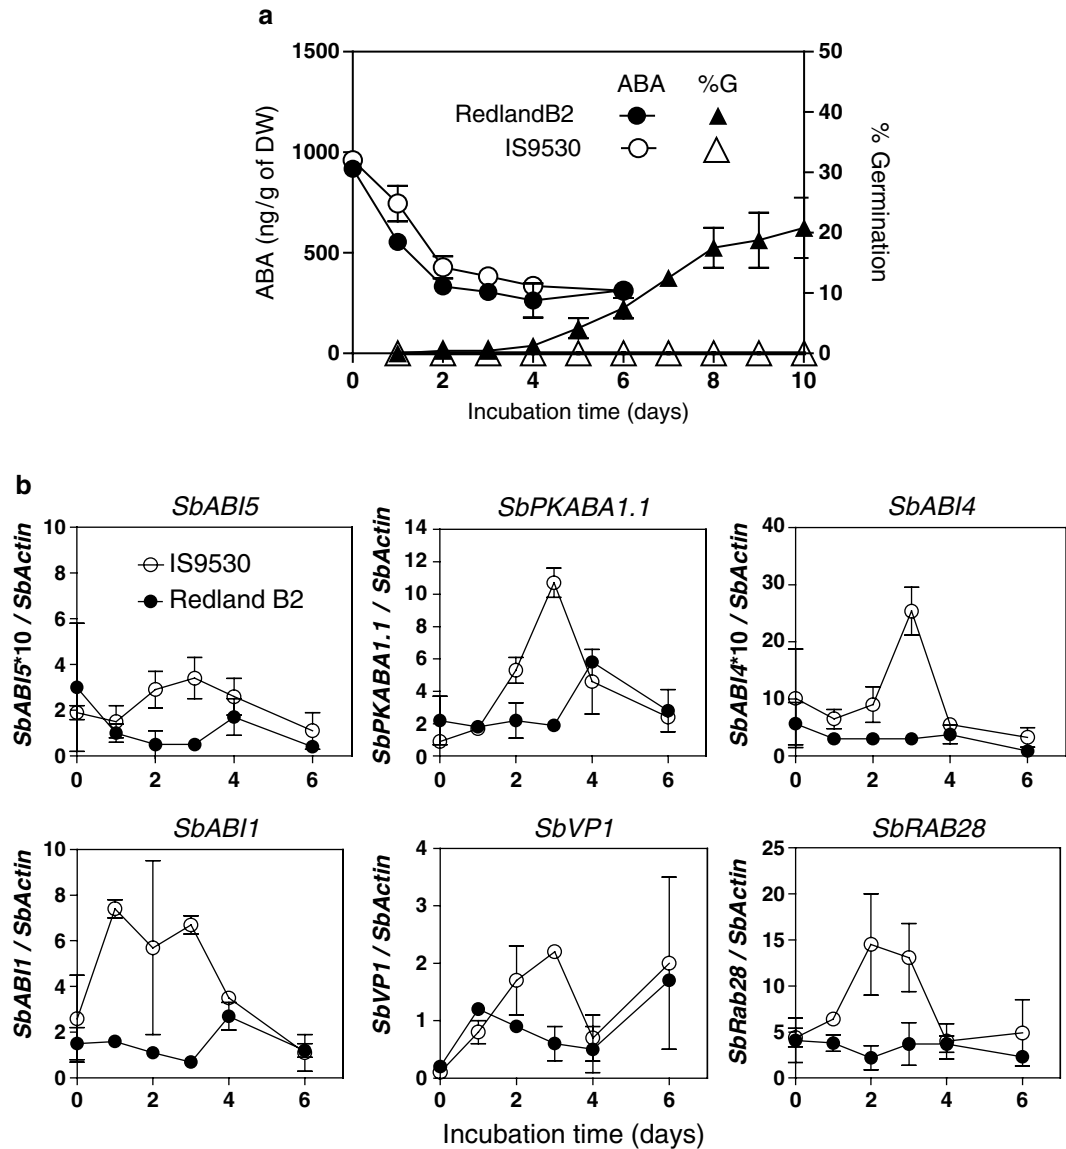 a
1500
1000
500
0
ABA (ng/g of DW)
50
40
30
20
10
0
% Germination
ABA %G
RedlandB2
IS9530
0 2 4 6 8 10
Incubation time (days)
b
SbABI5 SbPKABA1.1 SbABI4
SbABI5*10 / SbActin
10
8
6
4
2
0
IS9530
Redland B2
0 2 4 6
SbPKABA1.1 / SbActin
14
12
10
8
6
4
2
0
0 2 4 6
SbABI4*10 / SbActin
40
30
20
10
0
0 2 4 6
SbABI1 SbVP1 SbRAB28
SbABI1 / SbActin
10
8
6
4
2
0
0 2 4 6
SbVP1 / SbActin
4
3
2
1
0
0 2 4 6
SbRab28 / SbActin
25
20
15
10
5
0
0 2 4 6
Incubation time (days)